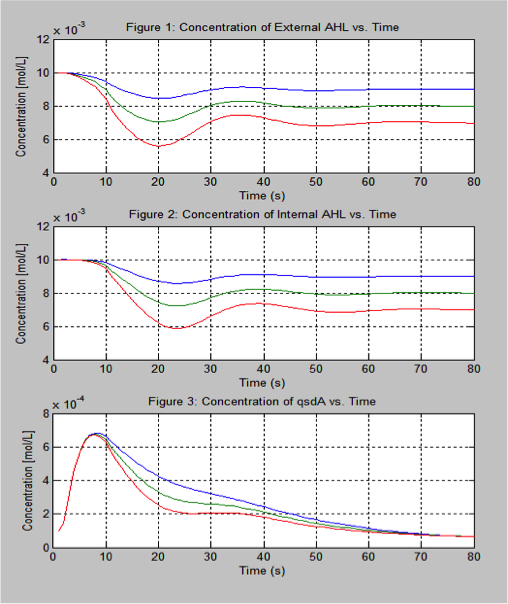 Figure 1: Concentration of External AHL vs. Time
x 10^-3
12
10
8
6
4
Concentration [mol/L]
0 10 20 30 40 50 60 70 80
Time (s)
Figure 2: Concentration of Internal AHL vs. Time
x 10^-3
12
10
8
6
4
Concentration [mol/L]
0 10 20 30 40 50 60 70 80
Time (s)
Figure 3: Concentration of qsdA vs. Time
x 10^-4
8
6
4
2
0
Concentration [mol/L]
0 10 20 30 40 50 60 70 80
Time (s)